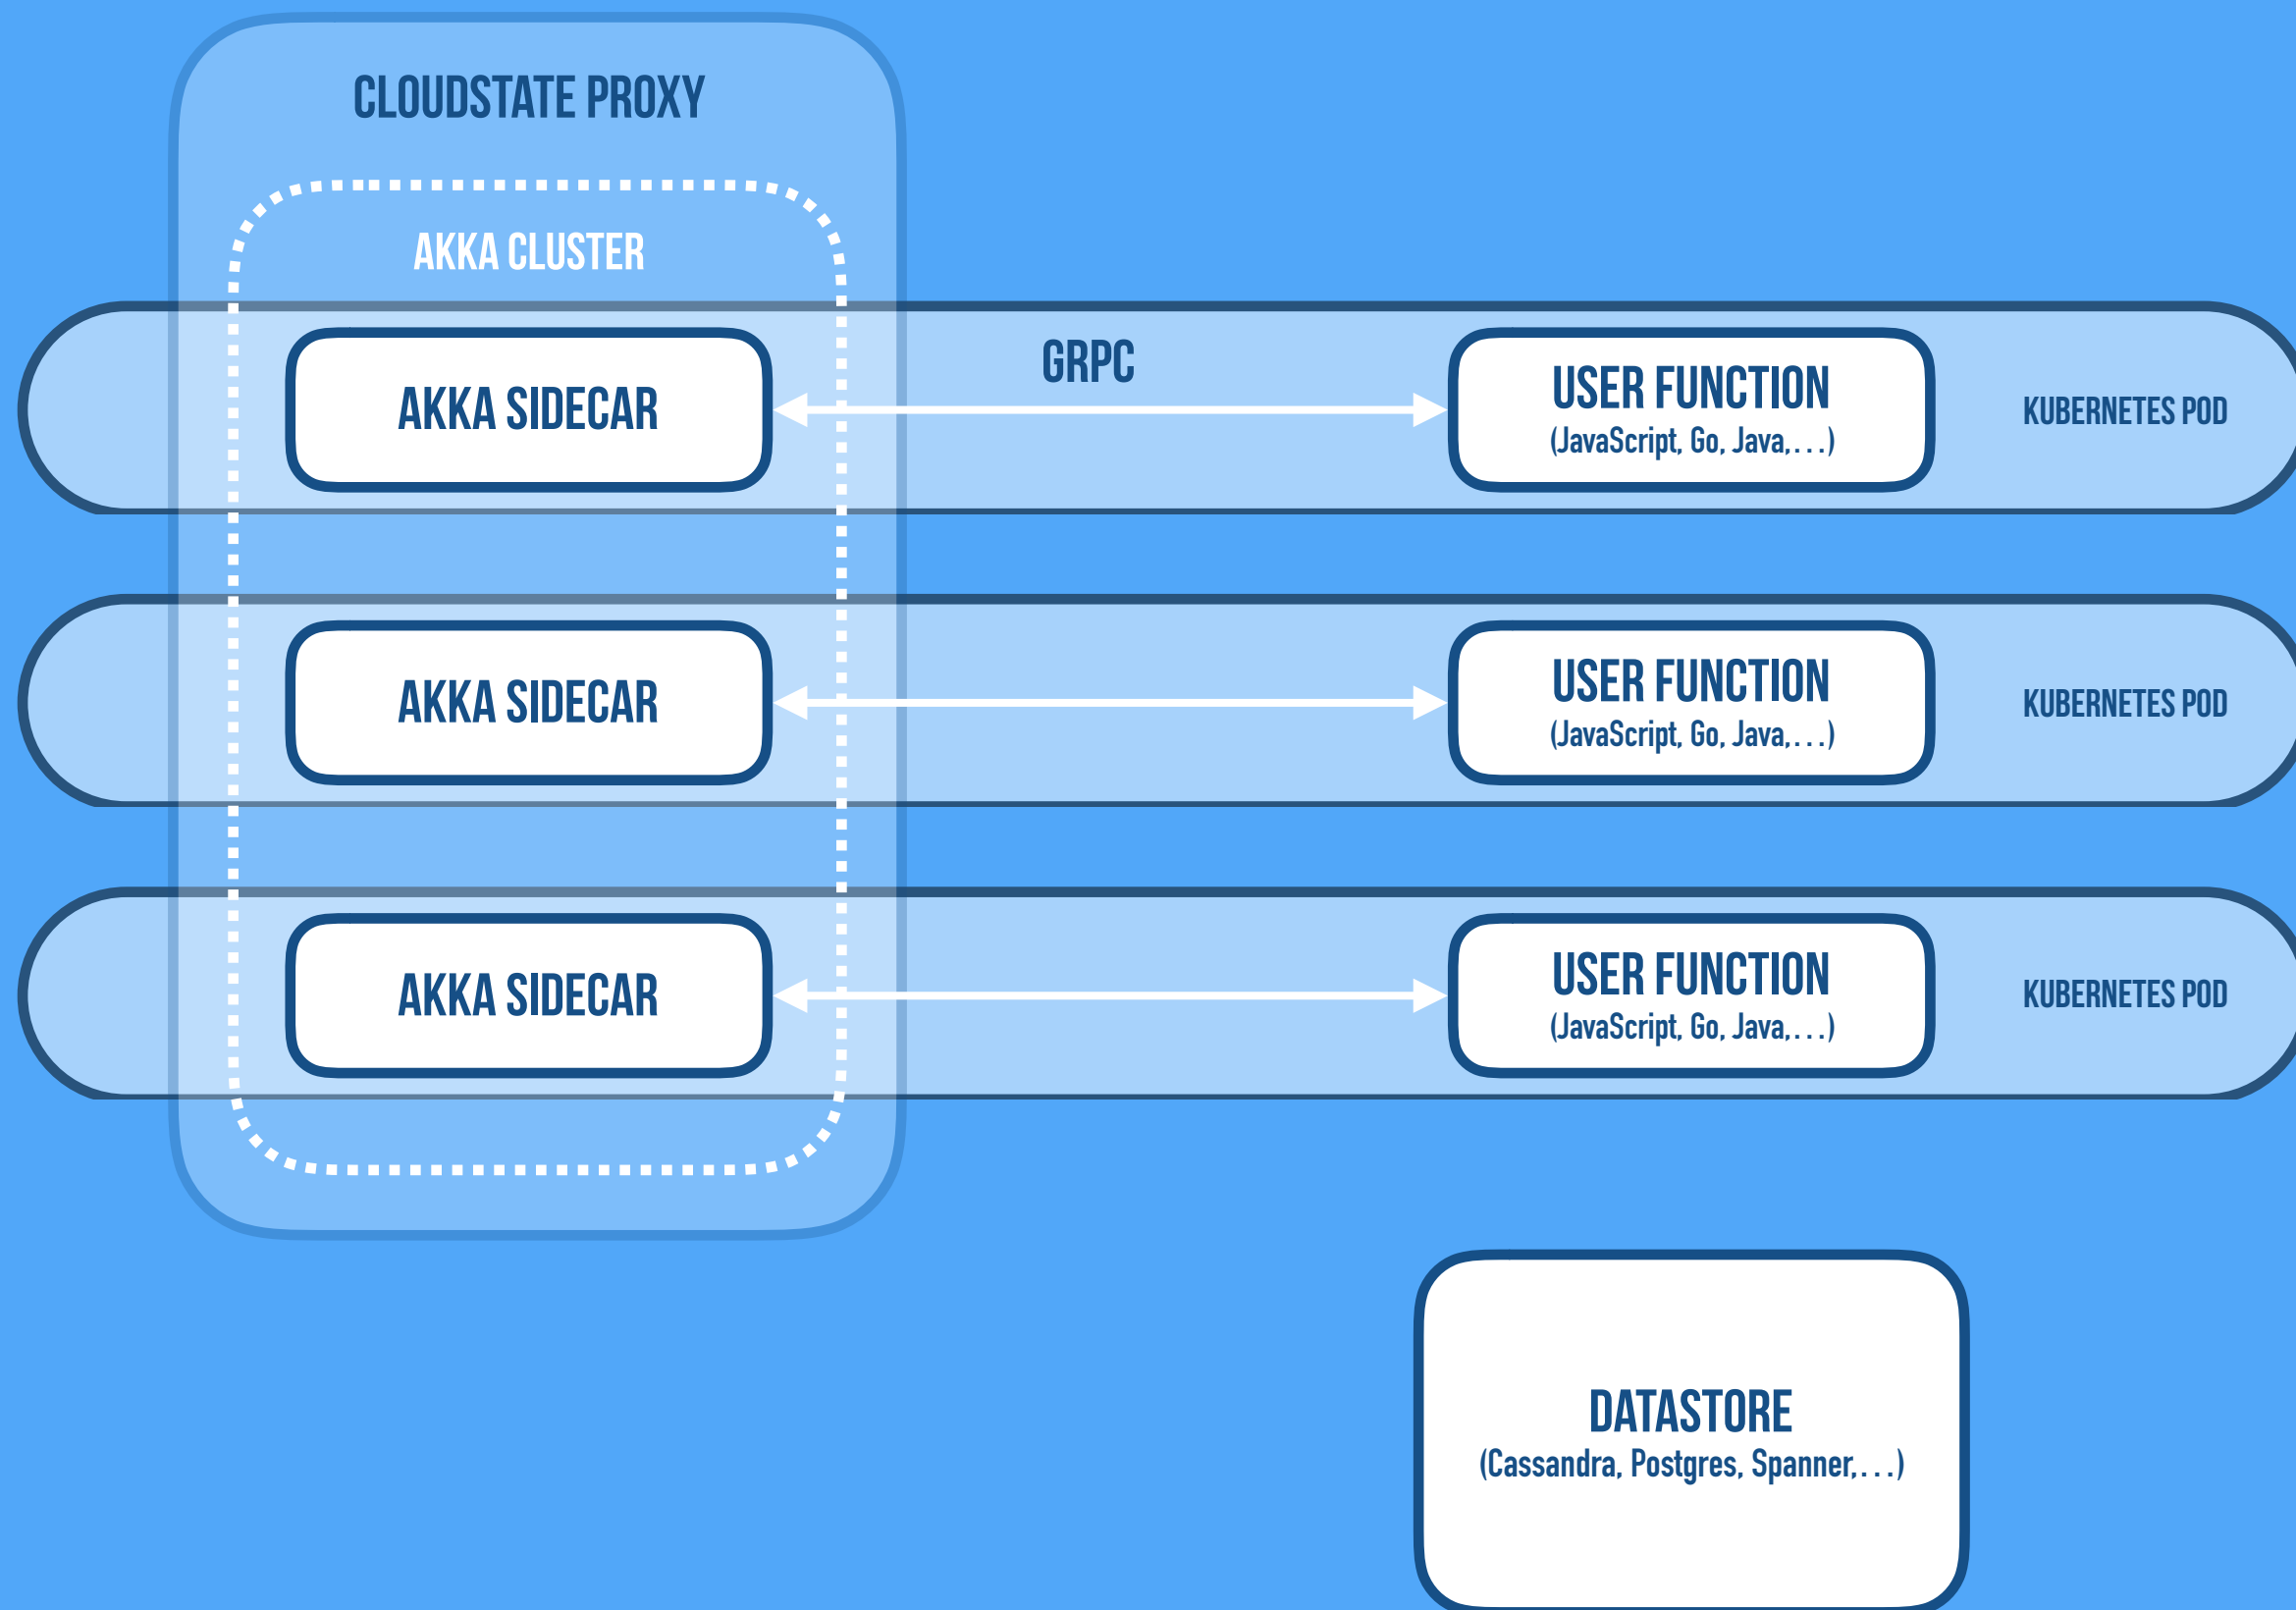 CLOUDSTATE PROXY
AKKA CLUSTER
GRPC
AKKA SIDECAR
USER FUNCTION
(JavaScript, Go, Java,...)
KUBERNETES POD
AKKA SIDECAR
USER FUNCTION
(JavaScript, Go, Java,...)
KUBERNETES POD
AKKA SIDECAR
USER FUNCTION
(JavaScript, Go, Java,...)
KUBERNETES POD
DATASTORE
(Cassandra, Postgres, Spanner,...)